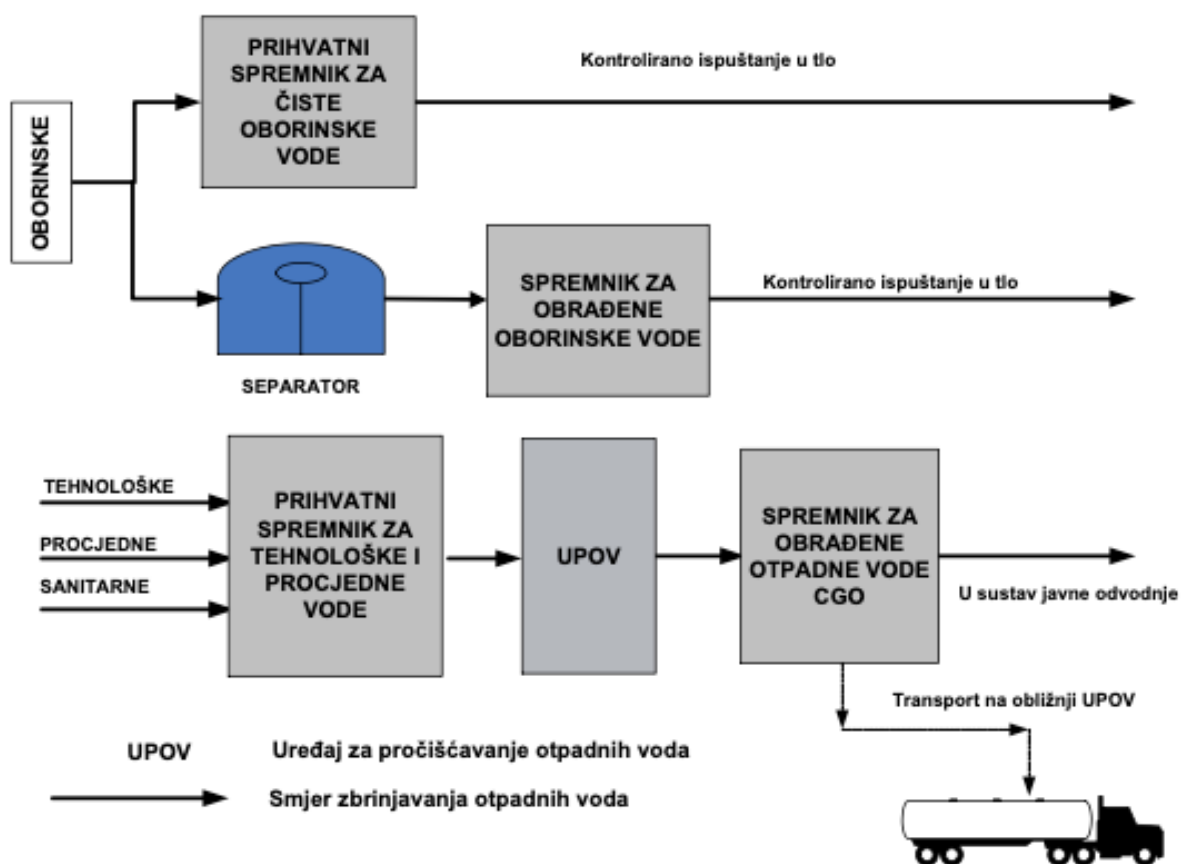 OBORINSKE
PRIHVATNI
SPREMNIK ZA
ČISTE
OBORINSKE
VODE
Kontrolirano ispuštanje u tlo
SEPARATOR
SPREMNIK ZA
OBRAĐENE
OBORINSKE VODE
Kontrolirano ispuštanje u tlo
TEHNOLOŠKE
PROCJEDNE
SANITARNE
PRIHVATNI
SPREMNIK ZA
TEHNOLOŠKE I
PROCJEDNE
VODE
UPOV
SPREMNIK ZA
OBRAĐENE
OTPADNE VODE
CGO
U sustav javne odvodnje
Transport na obližnji UPOV
UPOV Uređaj za pročišćavanje otpadnih voda
Smjer zbrinjavanja otpadnih voda